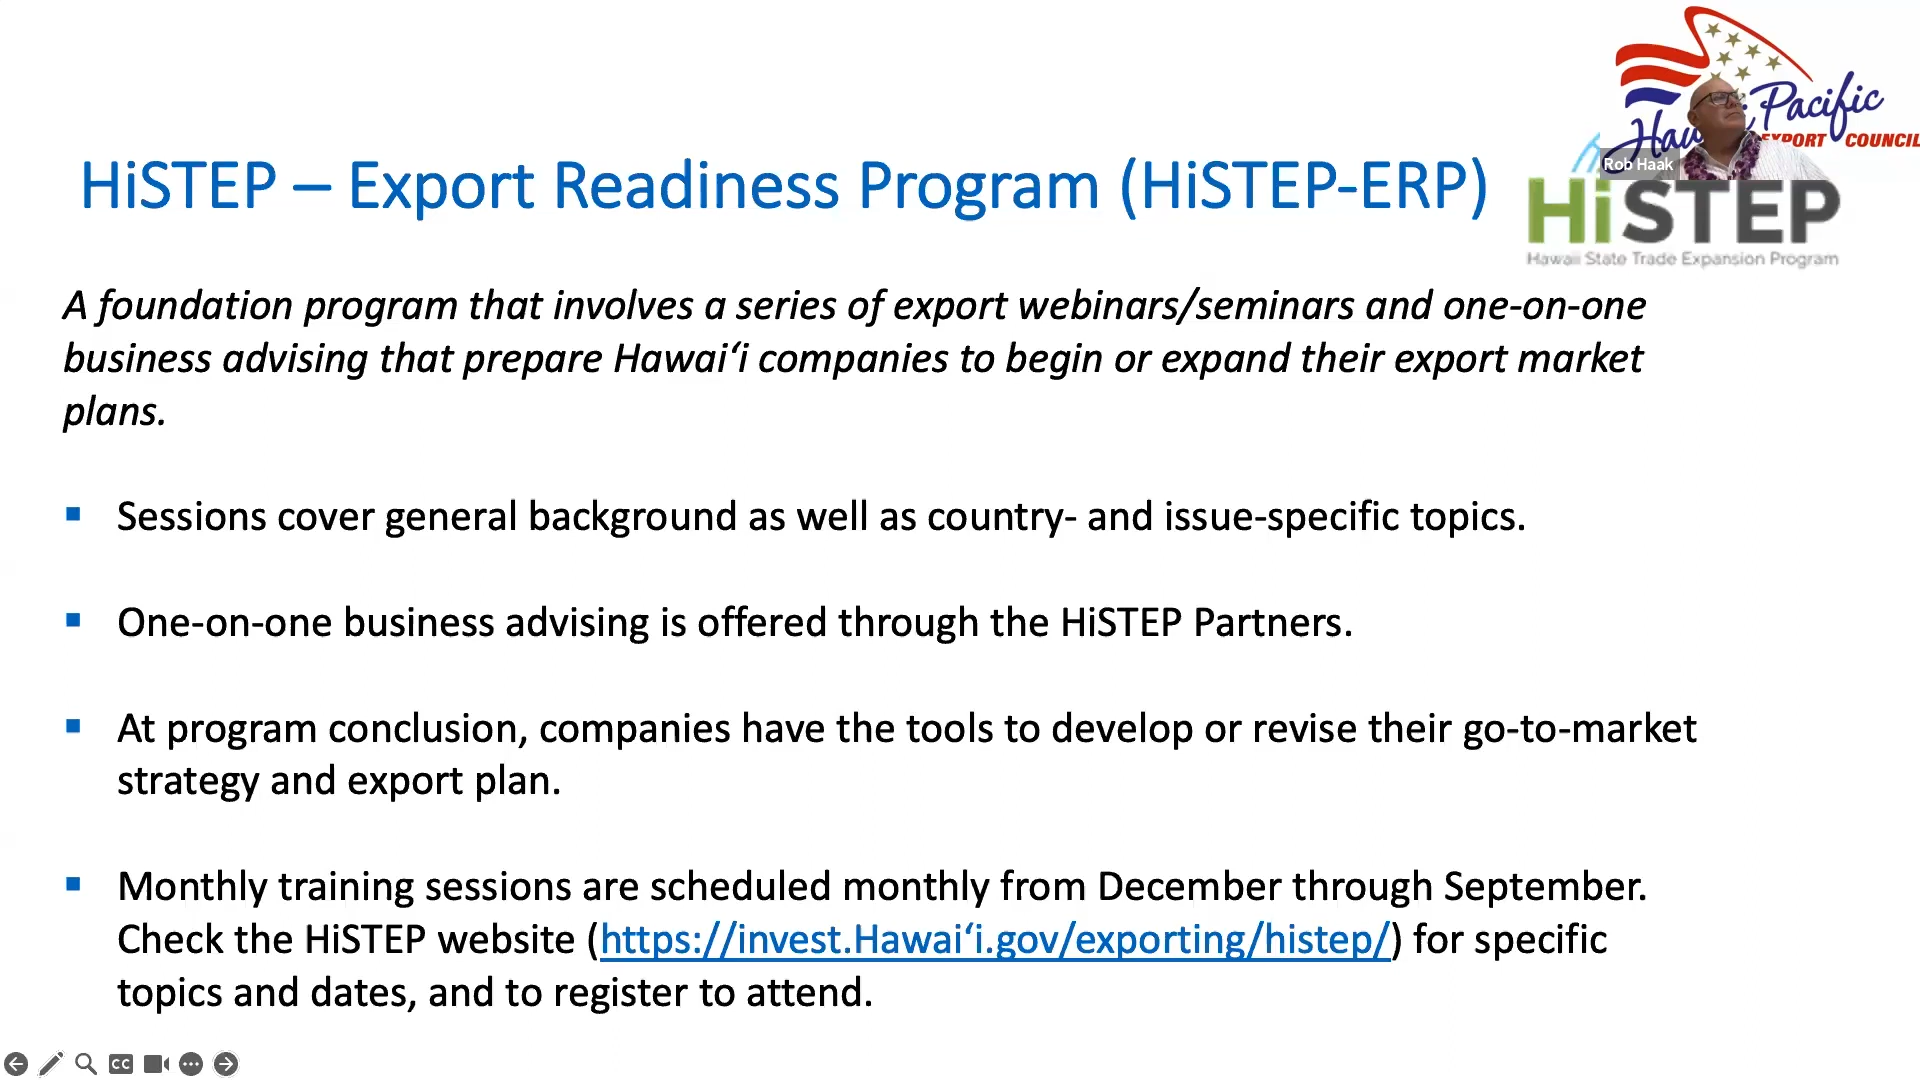 Pacific
EXPORT COUNCIL
Rob Haak
HiSTEP – Export Readiness Program (HiSTEP-ERP)
HiSTEP
Hawaii State Trade Expansion Program
A foundation program that involves a series of export webinars/seminars and one-on-one
business advising that prepare Hawaiʻi companies to begin or expand their export market
plans.
▪ Sessions cover general background as well as country- and issue-specific topics.
▪ One-on-one business advising is offered through the HiSTEP Partners.
▪ At program conclusion, companies have the tools to develop or revise their go-to-market
strategy and export plan.
▪ Monthly training sessions are scheduled monthly from December through September.
Check the HiSTEP website (https://invest.Hawaiʻi.gov/exporting/histep/) for specific
topics and dates, and to register to attend.
CC